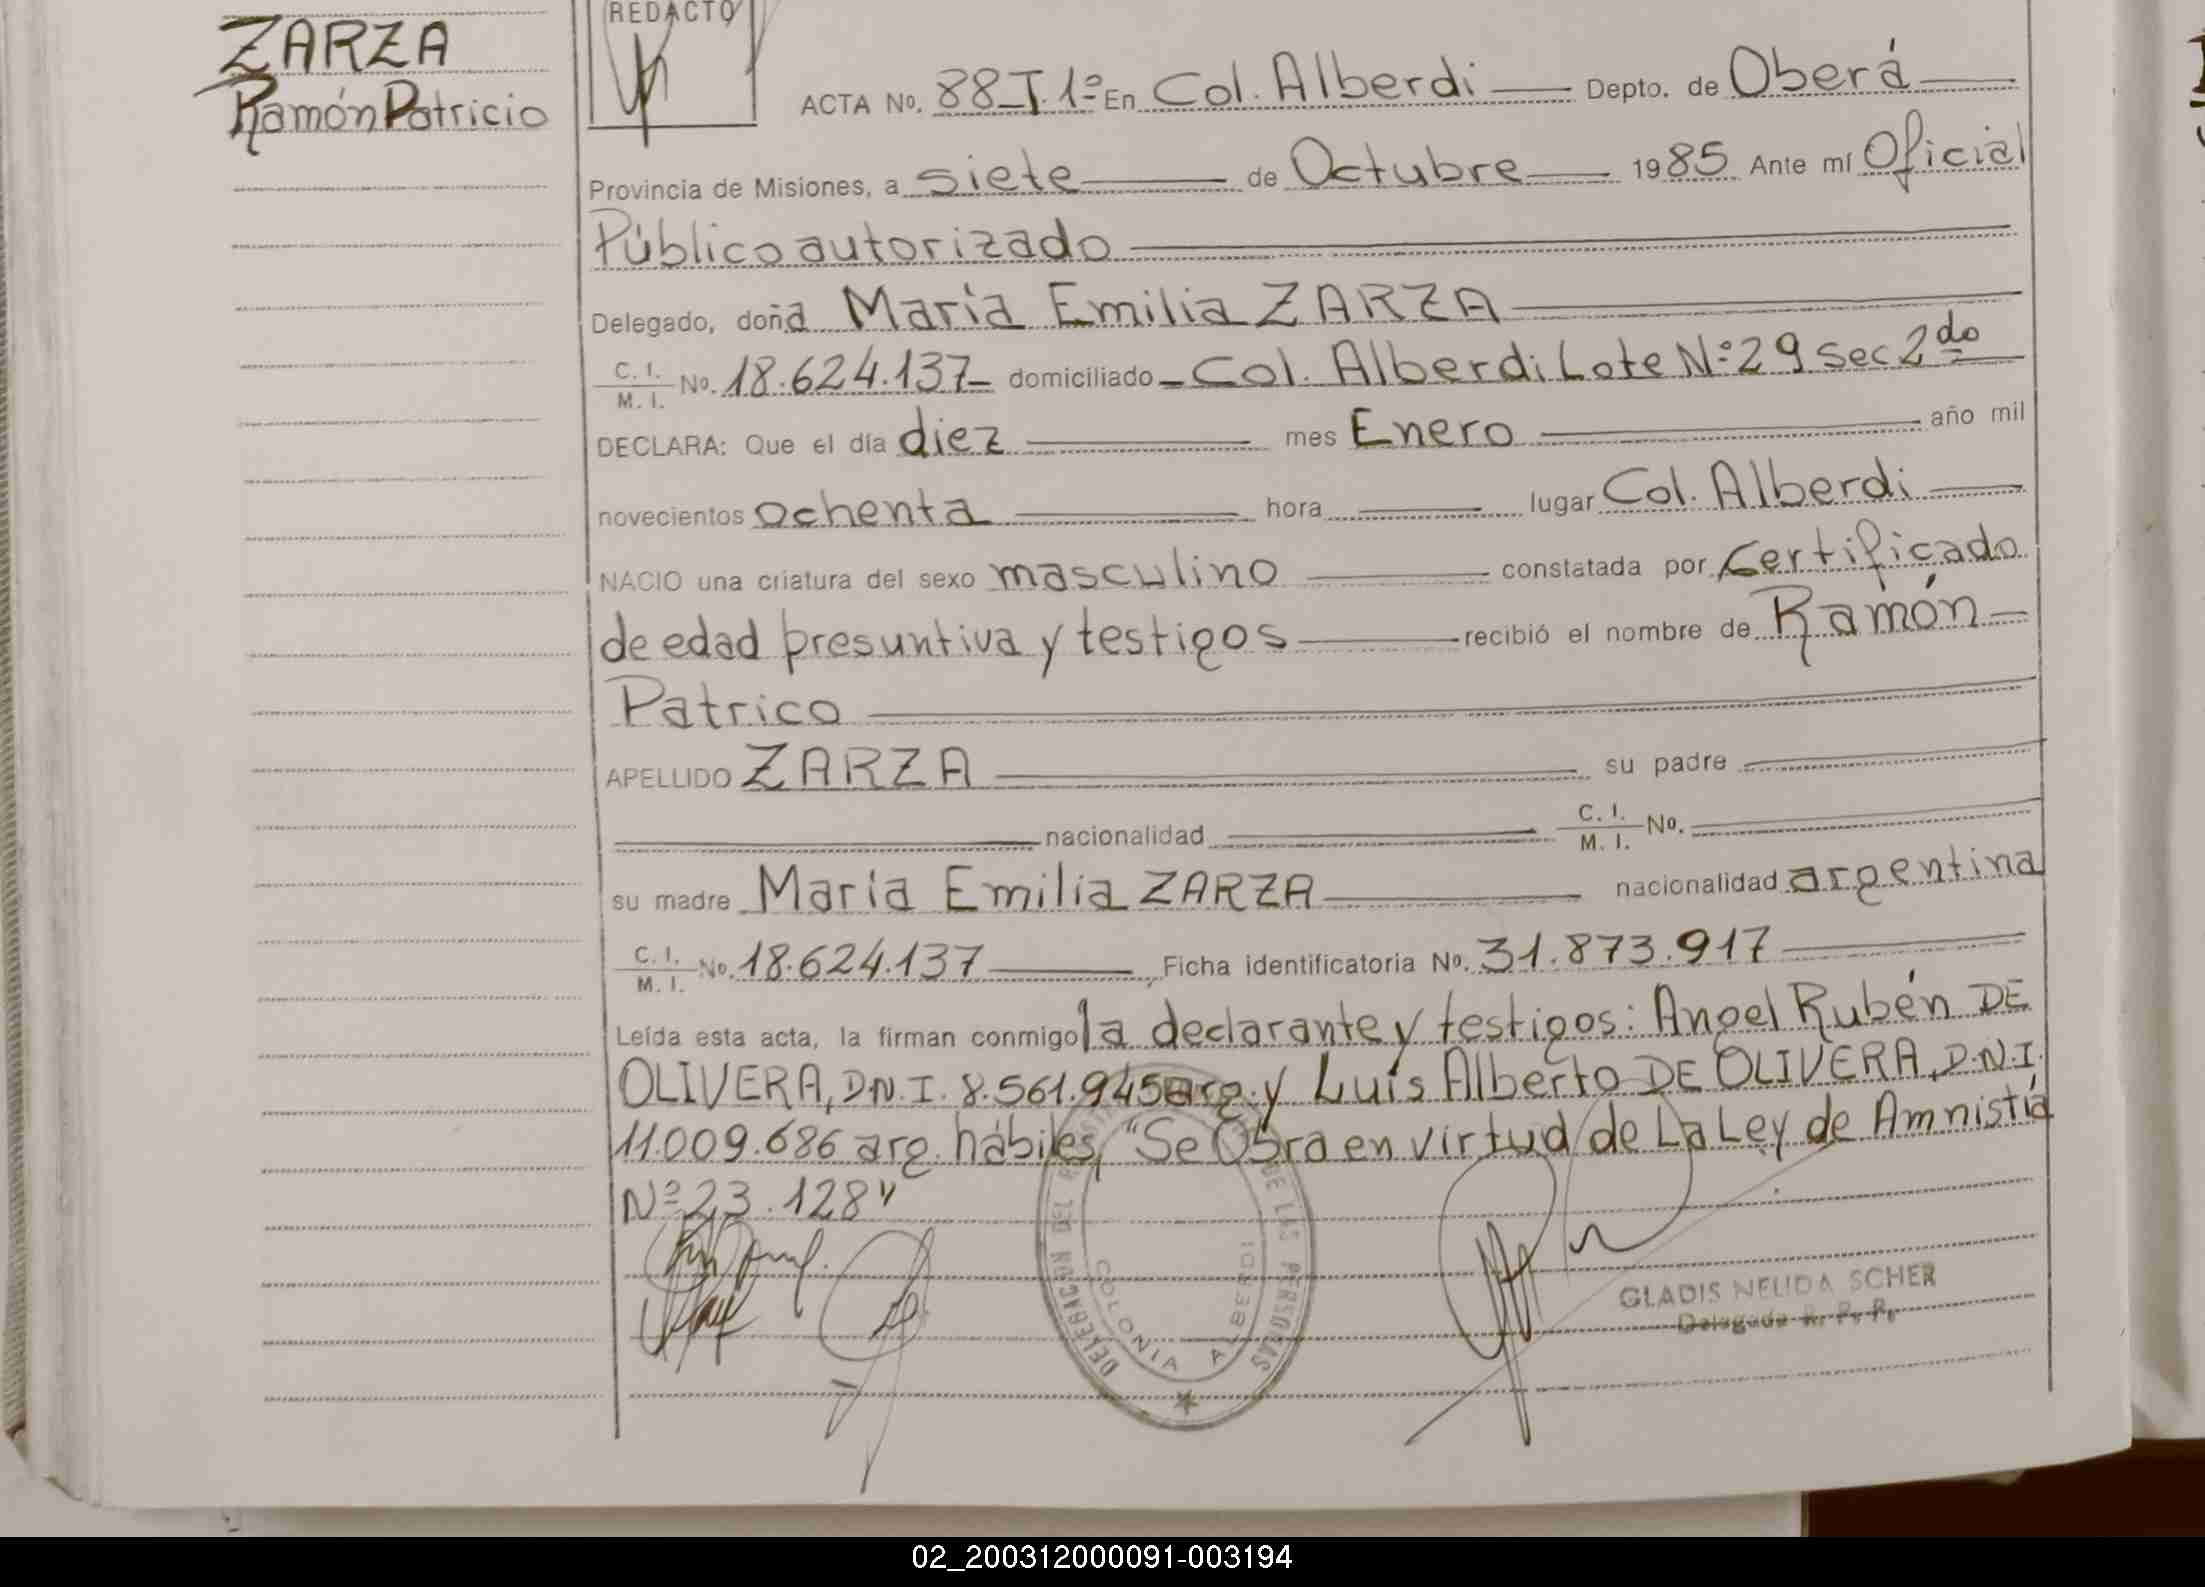 ZARZA
Ramón Patricio
REDACTO
ACTA No. 88_T.1º En Col. Alberdi Depto. de Oberá
Provincia de Misiones, a siete de Octubre 1985 Ante mí Oficial
Público autorizado
Delegado, doña María Emilia ZARZA
C. I. / M. I. No. 18.624.137 domiciliado Col. Alberdi Lote Nº 29 sec 2do
DECLARA: Que el día diez mes Enero año mil
novecientos ochenta hora lugar Col. Alberdi
NACIO una criatura del sexo masculino constatada por Certificado
de edad presuntiva y testigos recibió el nombre de Ramón
Patrico
APELLIDO ZARZA su padre
nacionalidad C. I. / M. I. No.
su madre María Emilia ZARZA nacionalidad argentina
C. I. / M. I. No. 18.624.137 Ficha identificatoria No. 31.873.917
Leída esta acta, la firman conmigo la declarante y testigos: Angel Rubén DE
OLIVERA, D.N.I. 8.561.945 arg. y Luis Alberto DE OLIVERA, D.N.I.
11.009.686 arg. hábiles, "Se Obra en virtud de La Ley de Amnistía
Nº 23.128"
DELEGACION DEL DE LAS PERSONAS
COLONIA ALBERDI
GLADIS NELIDA SCHER
Delegada R. P. P.
02_200312000091-003194